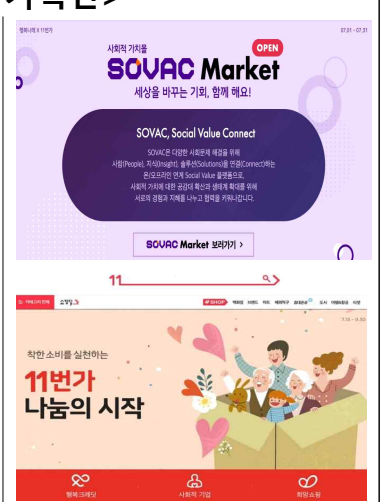 행복나래 X 11번가
07.01 - 07.31
사회적 가치몰
OPEN
SOVAC Market
세상을 바꾸는 기회, 함께 해요!
SOVAC, Social Value Connect
SOVAC은 다양한 사회문제 해결을 위해
사람(People), 지식(Insight), 솔루션(Solutions)을 연결(Connect)하는
온/오프라인 연계 Social Value 플랫폼으로,
사회적 가치에 대한 공감대 확산과 생태계 확대를 위해
서로의 경험과 지혜를 나누고 협력을 키워나갑니다.
SOVAC Market 보러가기 >
11
#SHOP
착한 소비를 실천하는
11번가
나눔의 시작
행복크레딧
사회적 기업
희망쇼핑